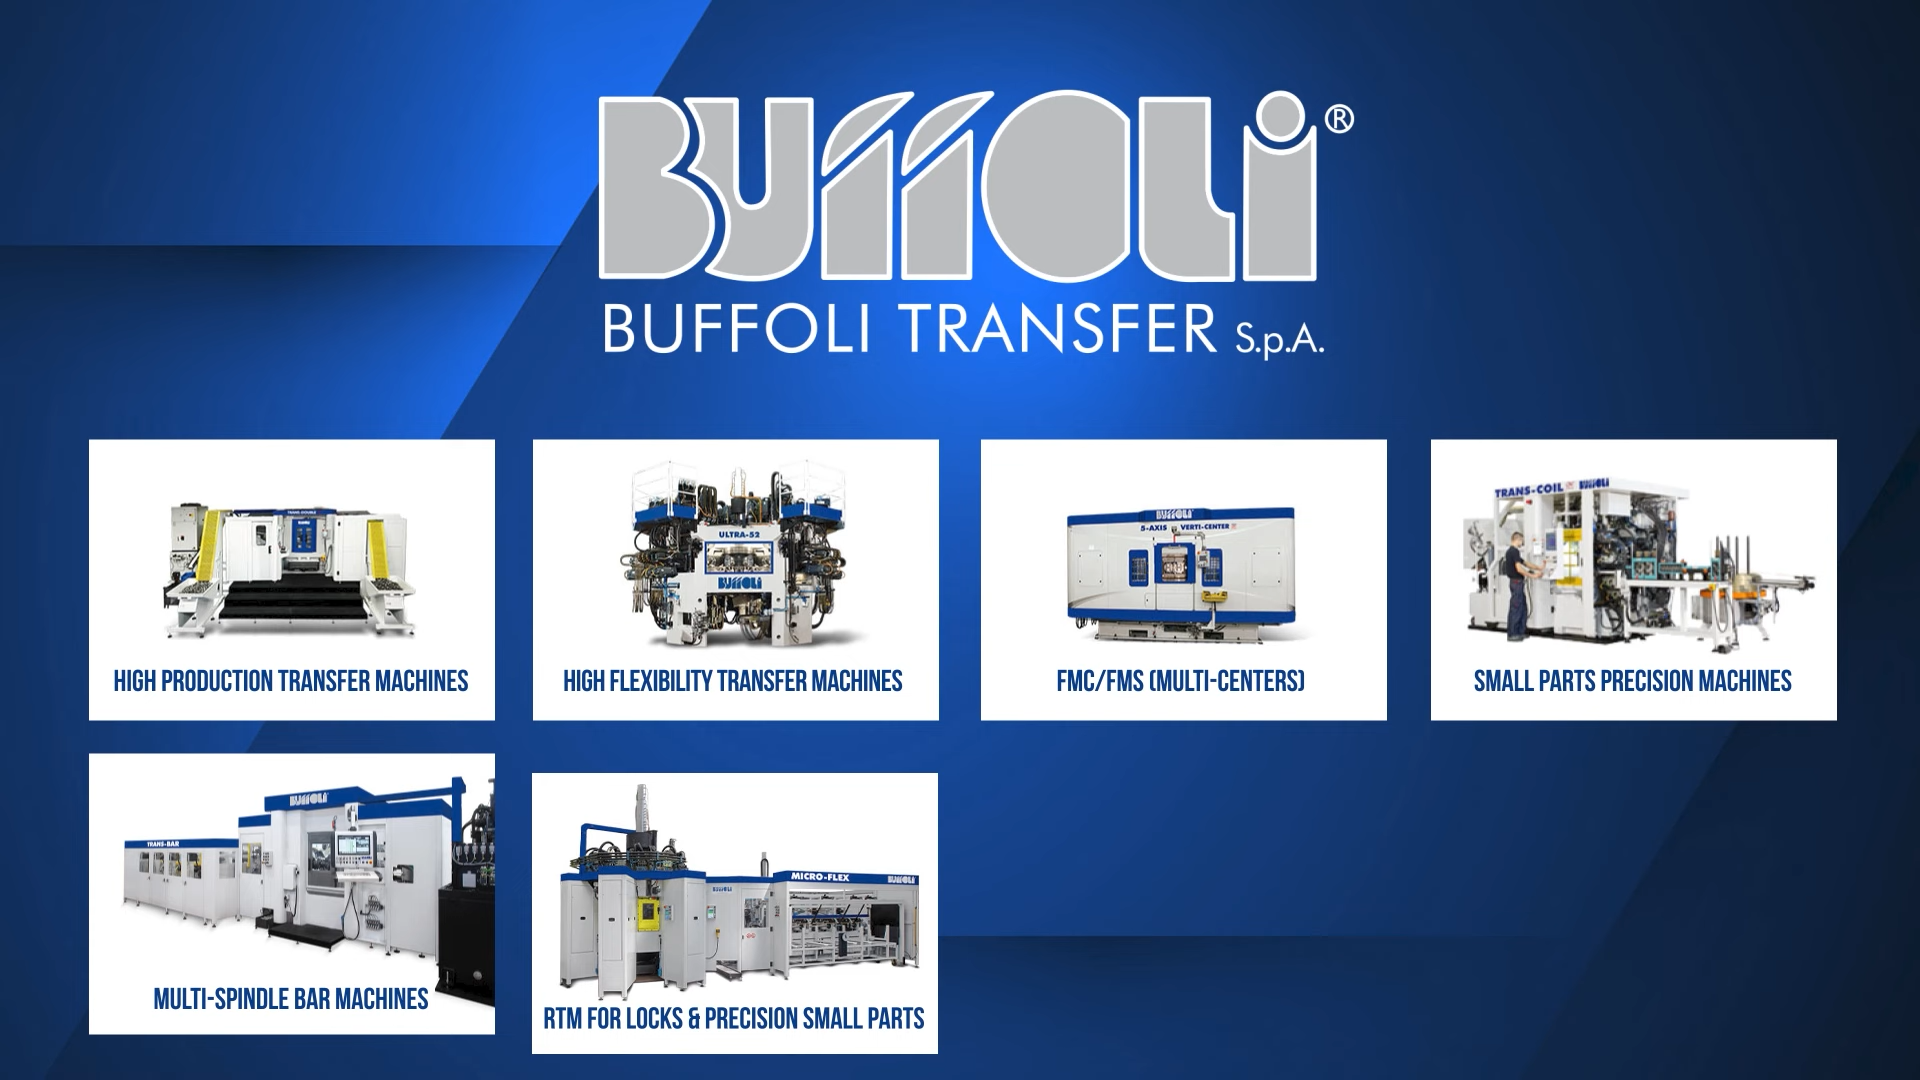 BUFFOLI®
BUFFOLI TRANSFER S.p.A.
TRANS-DOUBLE
HIGH PRODUCTION TRANSFER MACHINES
ULTRA-52
BUFFOLI
HIGH FLEXIBILITY TRANSFER MACHINES
BUFFOLI
5-AXIS VERTI-CENTER
FMC/FMS (MULTI-CENTERS)
TRANS-COIL BUFFOLI
SMALL PARTS PRECISION MACHINES
BUFFOLI
TRANS-BAR
MULTI-SPINDLE BAR MACHINES
MICRO-FLEX BUFFOLI
BUFFOLI
RTM FOR LOCKS & PRECISION SMALL PARTS